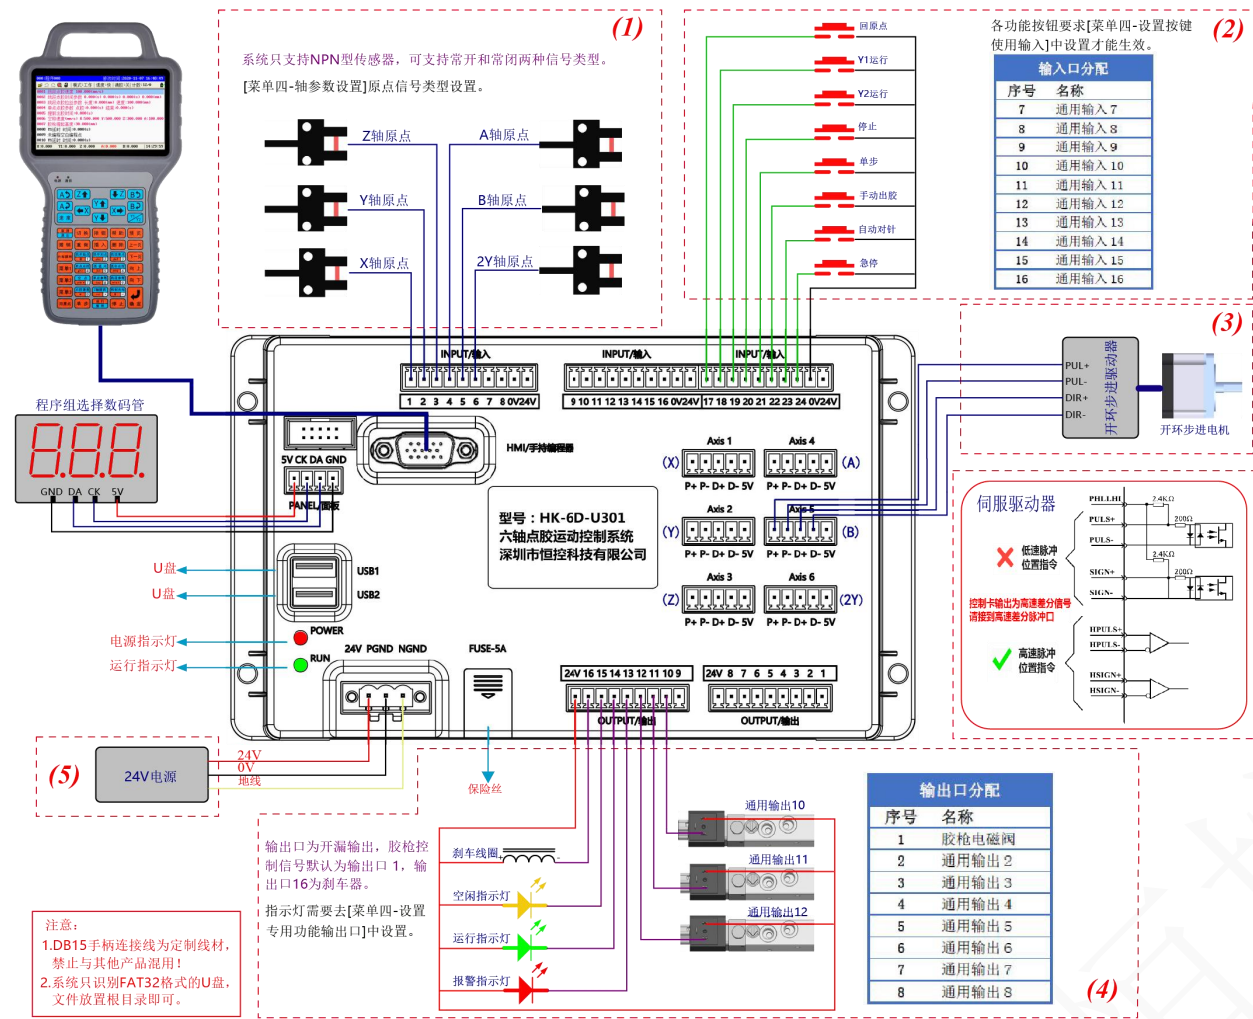 (1)
系统只支持NPN型传感器，可支持常开和常闭两种信号类型。
[菜单四-轴参数设置]原点信号类型设置。
Z轴原点
A轴原点
Y轴原点
B轴原点
X轴原点
2Y轴原点
(2)
各功能按钮要求[菜单四-设置按键
使用输入]中设置才能生效。
回原点
Y1运行
Y2运行
停止
单步
手动出胶
自动对针
急停
输入口分配
序号 名称
7 通用输入7
8 通用输入8
9 通用输入9
10 通用输入10
11 通用输入11
12 通用输入12
13 通用输入13
14 通用输入14
15 通用输入15
16 通用输入16
(3)
PUL+
PUL-
DIR+
DIR-
开环步进驱动器
开环步进电机
INPUT/输入
INPUT/输入
INPUT/输入
1 2 3 4 5 6 7 8 0V24V
9 10 11 12 13 14 15 16 0V24V
17 18 19 20 21 22 23 24 0V24V
程序组选择数码管
8.8.8.
GND DA CK 5V
5V CK DA GND
PANEL/面板
HMI/手持编程器
Axis 1
(X)
P+ P- D+ D- 5V
Axis 4
(A)
P+ P- D+ D- 5V
Axis 2
(Y)
P+ P- D+ D- 5V
Axis 5
(B)
P+ P- D+ D- 5V
Axis 3
(Z)
P+ P- D+ D- 5V
Axis 6
(2Y)
P+ P- D+ D- 5V
型号：HK-6D-U301
六轴点胶运动控制系统
深圳市恒控科技有限公司
U盘
USB1
U盘
USB2
电源指示灯
POWER
运行指示灯
RUN
24V PGND NGND
FUSE-5A
保险丝
24V 16 15 14 13 12 11 10 9
OUTPUT/输出
24V 8 7 6 5 4 3 2 1
OUTPUT/输出
伺服驱动器
PHLLHI
2.4KΩ
PULS+
200Ω
PULS-
2.4KΩ
SIGN+
200Ω
SIGN-
低速脉冲
位置指令
控制卡输出为高速差分信号
请接到高速差分脉冲口
HPULS+
HPULS-
高速脉冲
位置指令
HSIGN+
HSIGN-
(5)
24V电源
24V
0V
地线
(4)
输出口为开漏输出，胶枪控
制信号默认为输出口 1，输
出口16为刹车器。
指示灯需要去[菜单四-设置
专用功能输出口]中设置。
刹车线圈
+
-
空闲指示灯
运行指示灯
报警指示灯
通用输出10
通用输出11
通用输出12
输出口分配
序号 名称
1 胶枪电磁阀
2 通用输出2
3 通用输出3
4 通用输出4
5 通用输出5
6 通用输出6
7 通用输出7
8 通用输出8
注意：
1.DB15手柄连接线为定制线材，
禁止与其他产品混用！
2.系统只识别FAT32格式的U盘，
文件放置根目录即可。